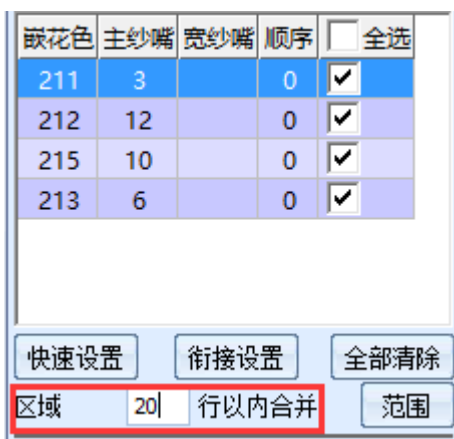 嵌花色 主纱嘴 宽纱嘴 顺序 全选
211 3 0
212 12 0
215 10 0
213 6 0
快速设置 衔接设置 全部清除
区域 20 行以内合并 范围